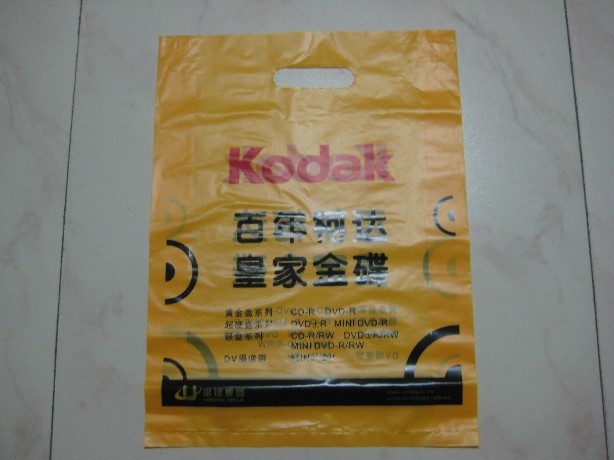 Kodak
百年柯达
皇家金碟
黄金盘系列 CD-R DVD-R
超硬盘系列 DVD±R MINI DVD-R
银盘系列 CD-R/RW DVD±R/RW
MINI DVD-R/RW
DV摄像带